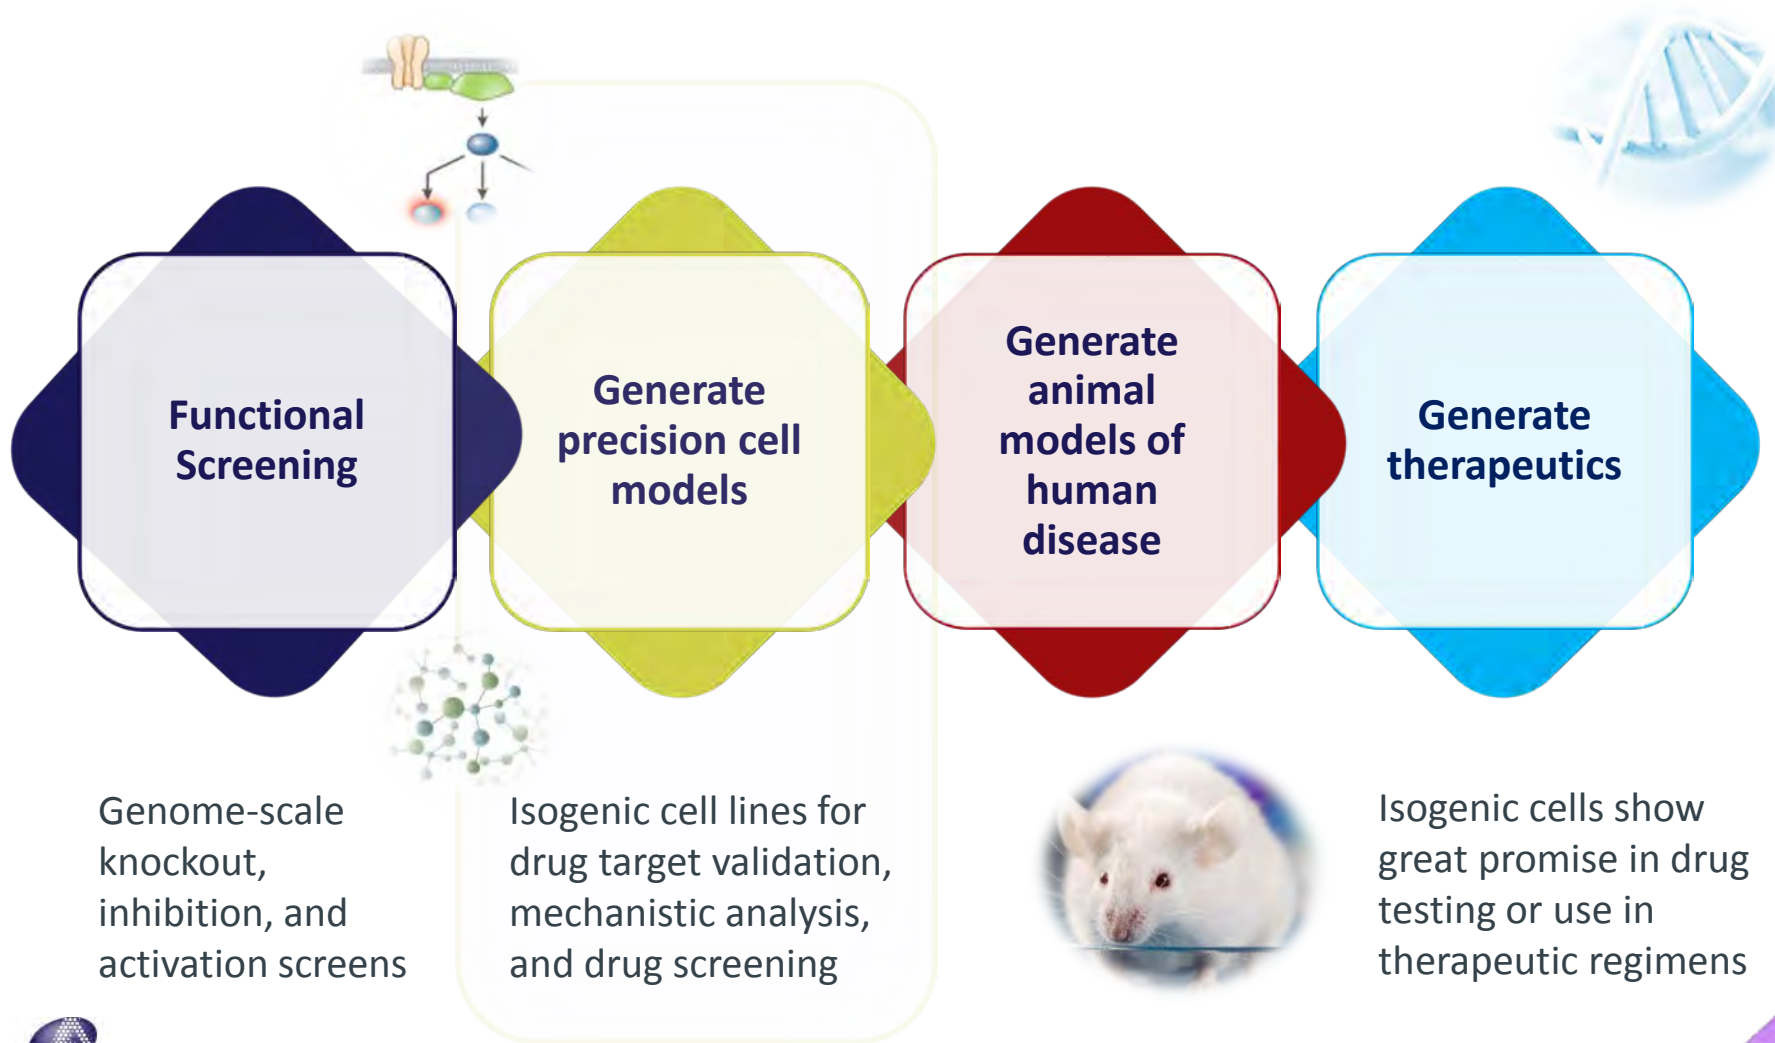 Functional
Screening
Generate
precision cell
models
Generate
animal
models of
human
disease
Generate
therapeutics
Genome-scale
knockout,
inhibition, and
activation screens
Isogenic cell lines for
drug target validation,
mechanistic analysis,
and drug screening
Isogenic cells show
great promise in drug
testing or use in
therapeutic regimens